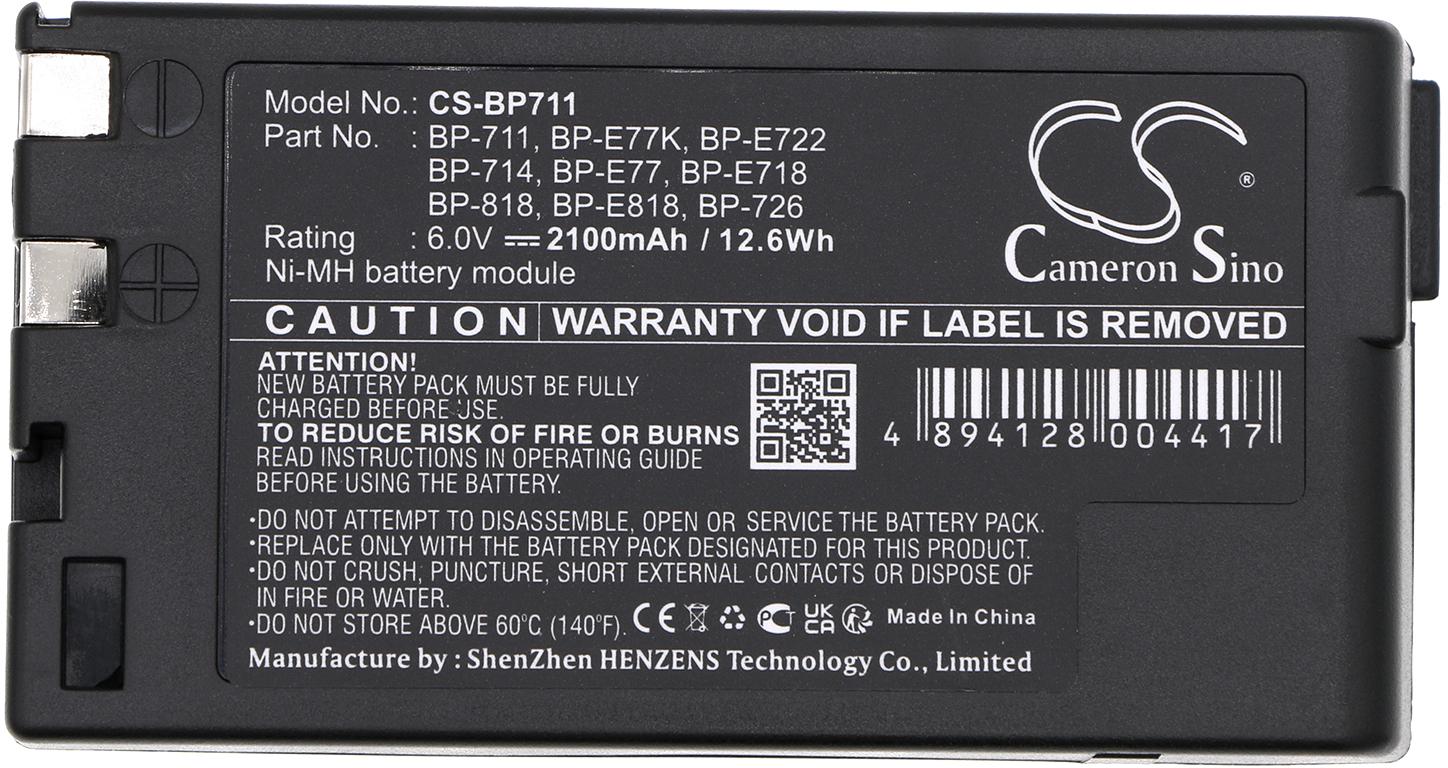 Model No.: CS-BP711
Part No. : BP-711, BP-E77K, BP-E722
BP-714, BP-E77, BP-E718
BP-818, BP-E818, BP-726
Rating : 6.0V 2100mAh / 12.6Wh
Ni-MH battery module
CS ®
Cameron Sino
CAUTION WARRANTY VOID IF LABEL IS REMOVED
ATTENTION!
NEW BATTERY PACK MUST BE FULLY
CHARGED BEFORE USE.
TO REDUCE RISK OF FIRE OR BURNS
READ INSTRUCTIONS IN OPERATING GUIDE
BEFORE USING THE BATTERY.
4 894128 004417
•DO NOT ATTEMPT TO DISASSEMBLE, OPEN OR SERVICE THE BATTERY PACK.
•REPLACE ONLY WITH THE BATTERY PACK DESIGNATED FOR THIS PRODUCT.
•DO NOT CRUSH, PUNCTURE, SHORT EXTERNAL CONTACTS OR DISPOSE OF
IN FIRE OR WATER.
•DO NOT STORE ABOVE 60°C (140°F). CE PCT UK CA Made In China
Manufacture by : ShenZhen HENZENS Technology Co., Limited